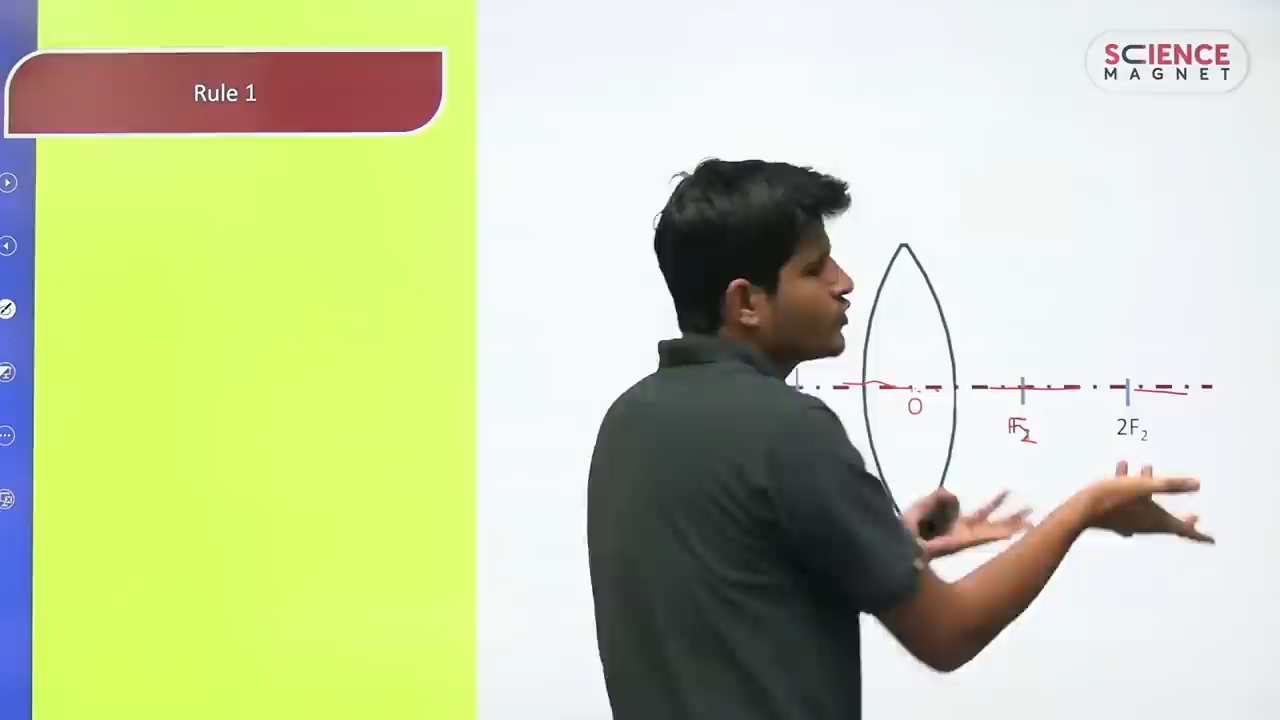 Rule 1
SCIENCE
MAGNET
O
F₂
2F₂